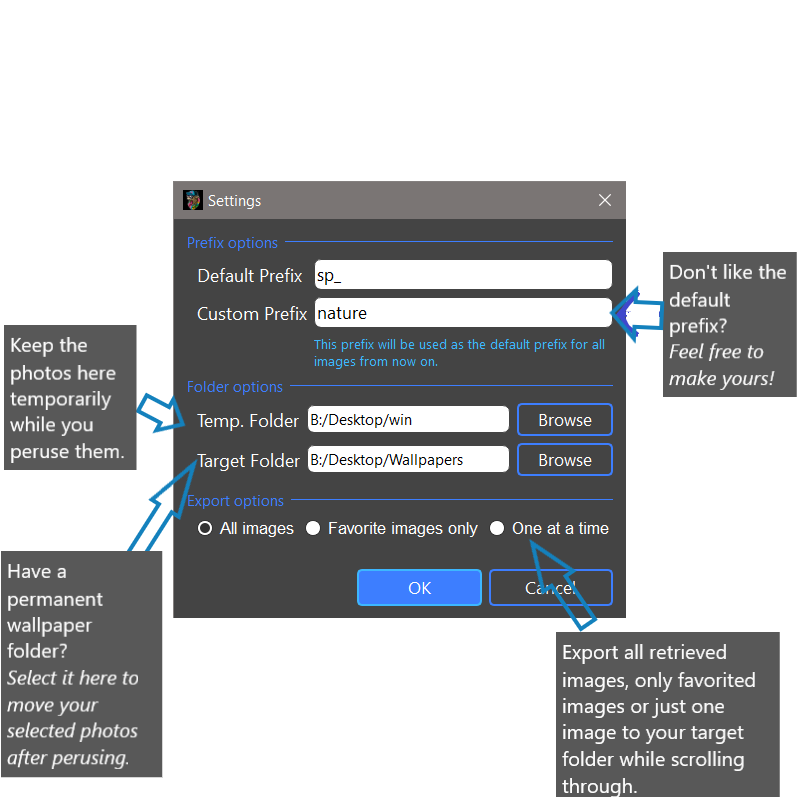 Settings
Prefix options
Default Prefix sp_
Custom Prefix nature
This prefix will be used as the default prefix for all
images from now on.
Folder options
Temp. Folder B:/Desktop/win Browse
Target Folder B:/Desktop/Wallpapers Browse
Export options
All images Favorite images only One at a time
OK Cancel
Don't like the
default
prefix?
Feel free to
make yours!
Keep the
photos here
temporarily
while you
peruse them.
Have a
permanent
wallpaper
folder?
Select it here to
move your
selected photos
after perusing.
Export all retrieved
images, only favorited
images or just one
image to your target
folder while scrolling
through.